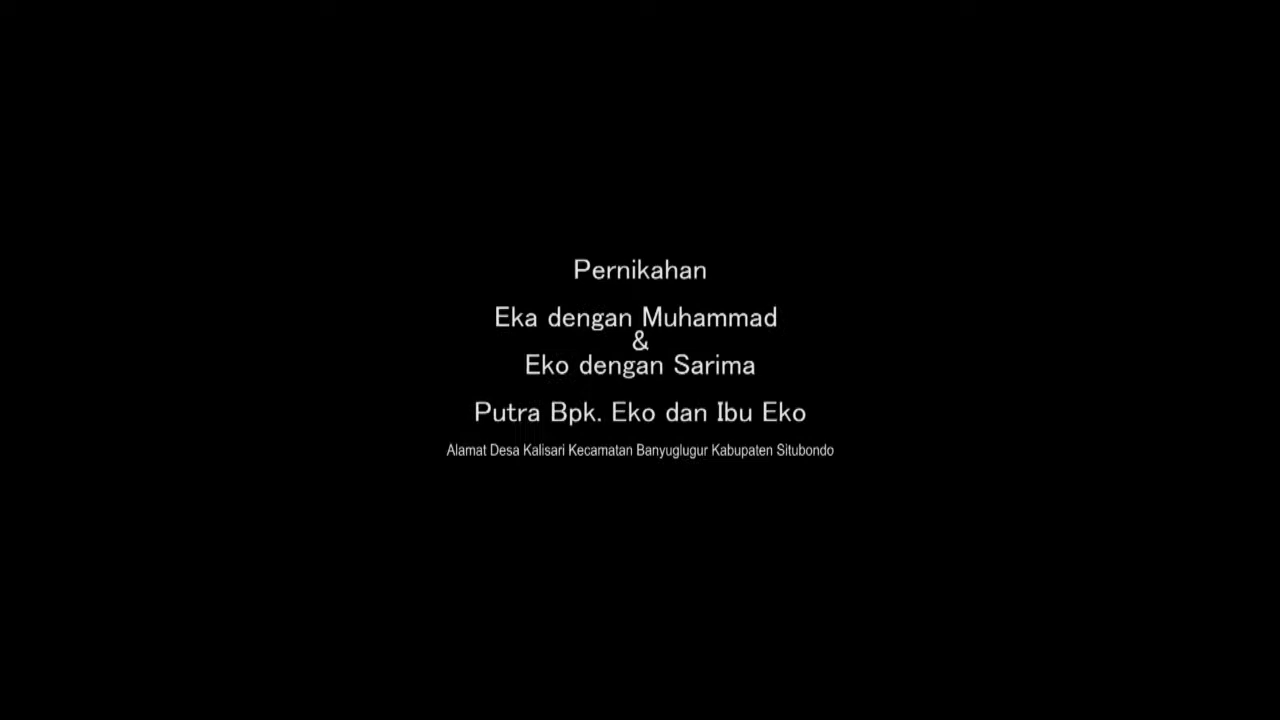 Pernikahan
Eka dengan Muhammad
&
Eko dengan Sarima
Putra Bpk. Eko dan Ibu Eko
Alamat Desa Kalisari Kecamatan Banyuglugur Kabupaten Situbondo